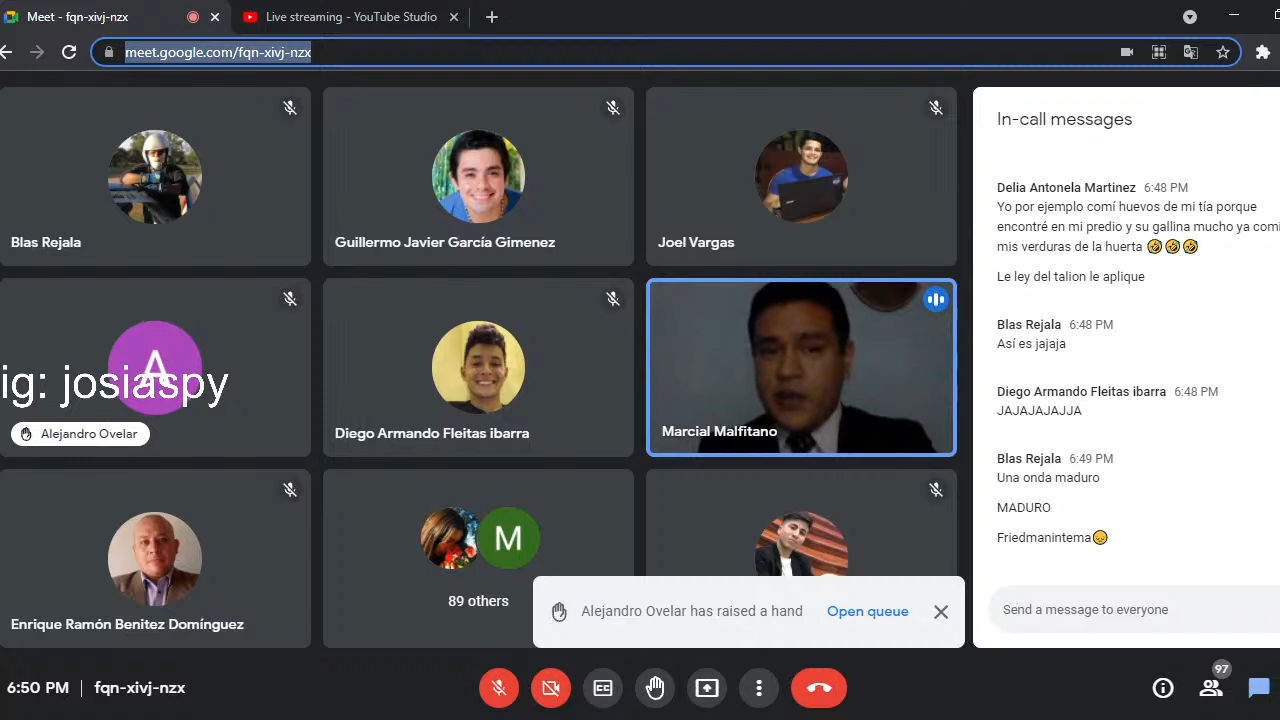 Meet - fqn-xivj-nzx
Live streaming - YouTube Studio
meet.google.com/fqn-xivj-nzx
Blas Rejala
Guillermo Javier García Gimenez
Joel Vargas
A
ig: josiaspy
Alejandro Ovelar
Diego Armando Fleitas ibarra
Marcial Malfitano
Enrique Ramón Benitez Domínguez
M
89 others
Alejandro Ovelar has raised a hand
Open queue
In-call messages
Delia Antonela Martinez 6:48 PM
Yo por ejemplo comí huevos de mi tía porque
encontré en mi predio y su gallina mucho ya comi
mis verduras de la huerta 🤣🤣🤣
Le ley del talion le aplique
Blas Rejala 6:48 PM
Así es jajaja
Diego Armando Fleitas ibarra 6:48 PM
JAJAJAJAJJA
Blas Rejala 6:49 PM
Una onda maduro
MADURO
Friedmanintema😞
Send a message to everyone
6:50 PM | fqn-xivj-nzx
CC
97